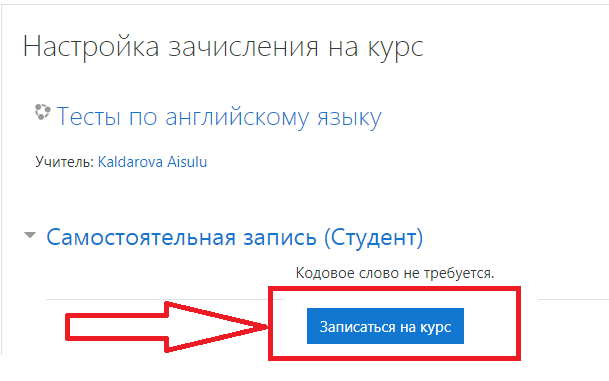 Настройка зачисления на курс
Тесты по английскому языку
Учитель: Kaldarova Aisulu
Самостоятельная запись (Студент)
Кодовое слово не требуется.
Записаться на курс